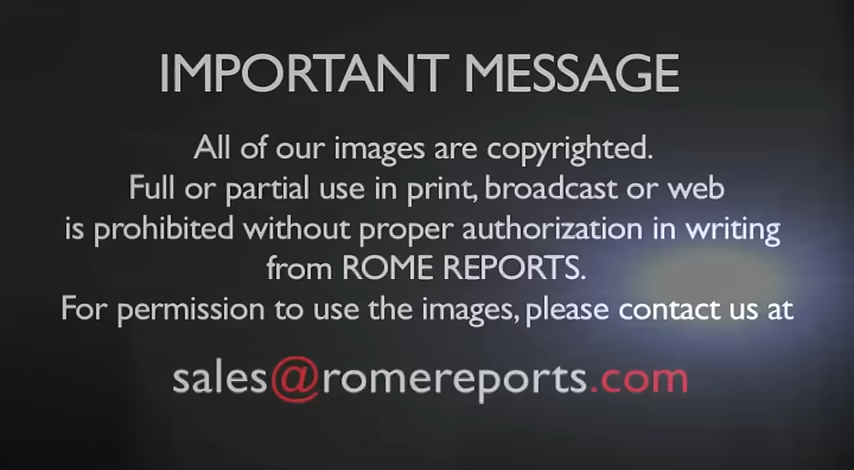 IMPORTANT MESSAGE
All of our images are copyrighted.
Full or partial use in print, broadcast or web
is prohibited without proper authorization in writing
from ROME REPORTS.
For permission to use the images, please contact us at
sales@romereports.com